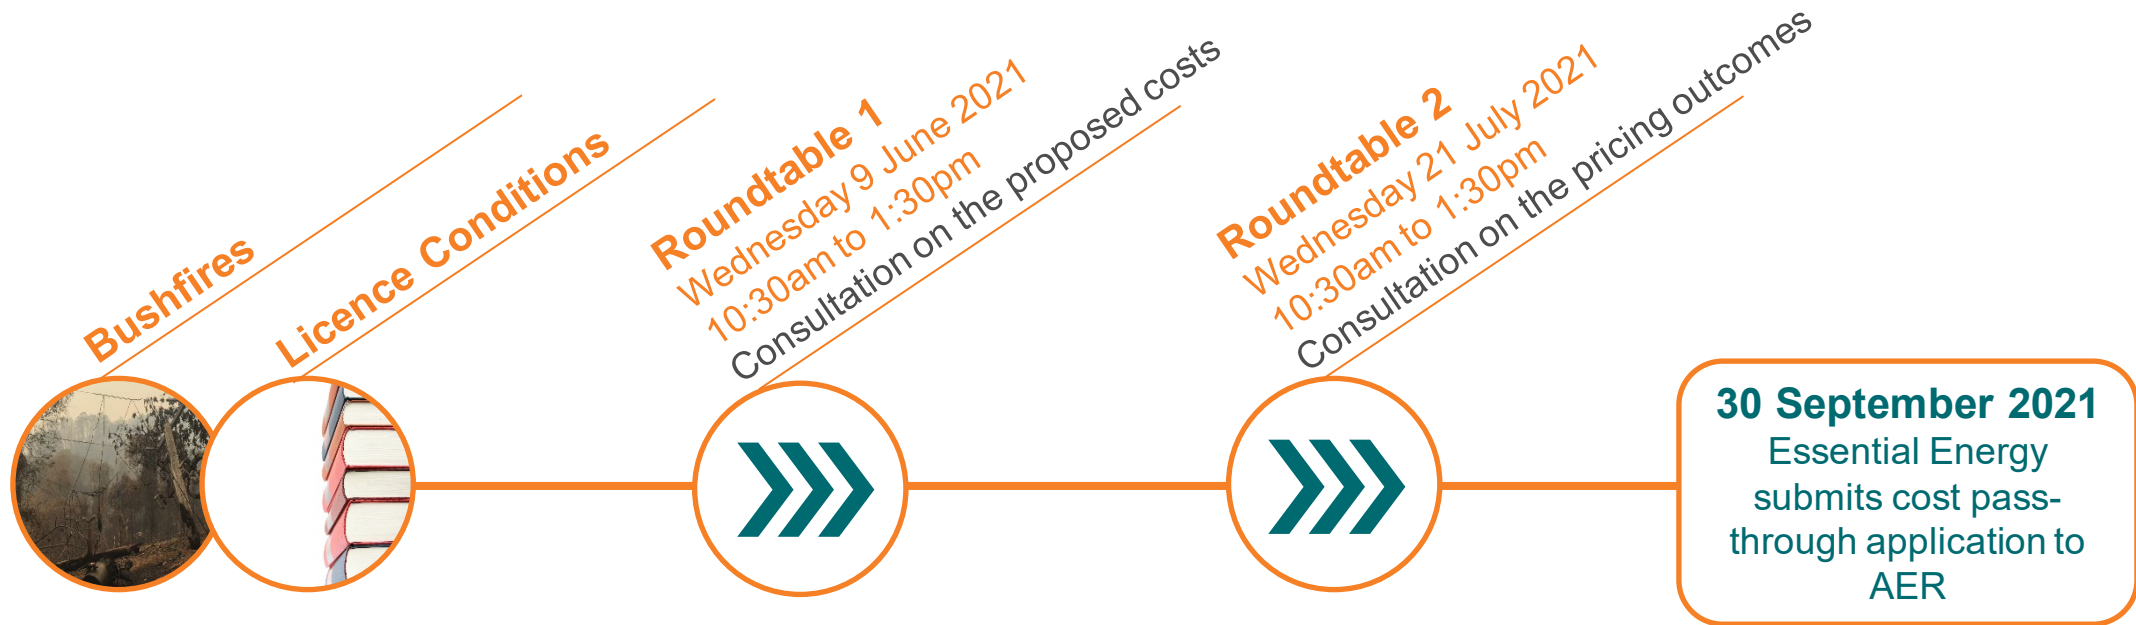 Bushfires
Licence Conditions
Roundtable 1
Wednesday 9 June 2021
10:30am to 1:30pm
Consultation on the proposed costs
Roundtable 2
Wednesday 21 July 2021
10:30am to 1:30pm
Consultation on the pricing outcomes
30 September 2021
Essential Energy
submits cost pass-
through application to
AER